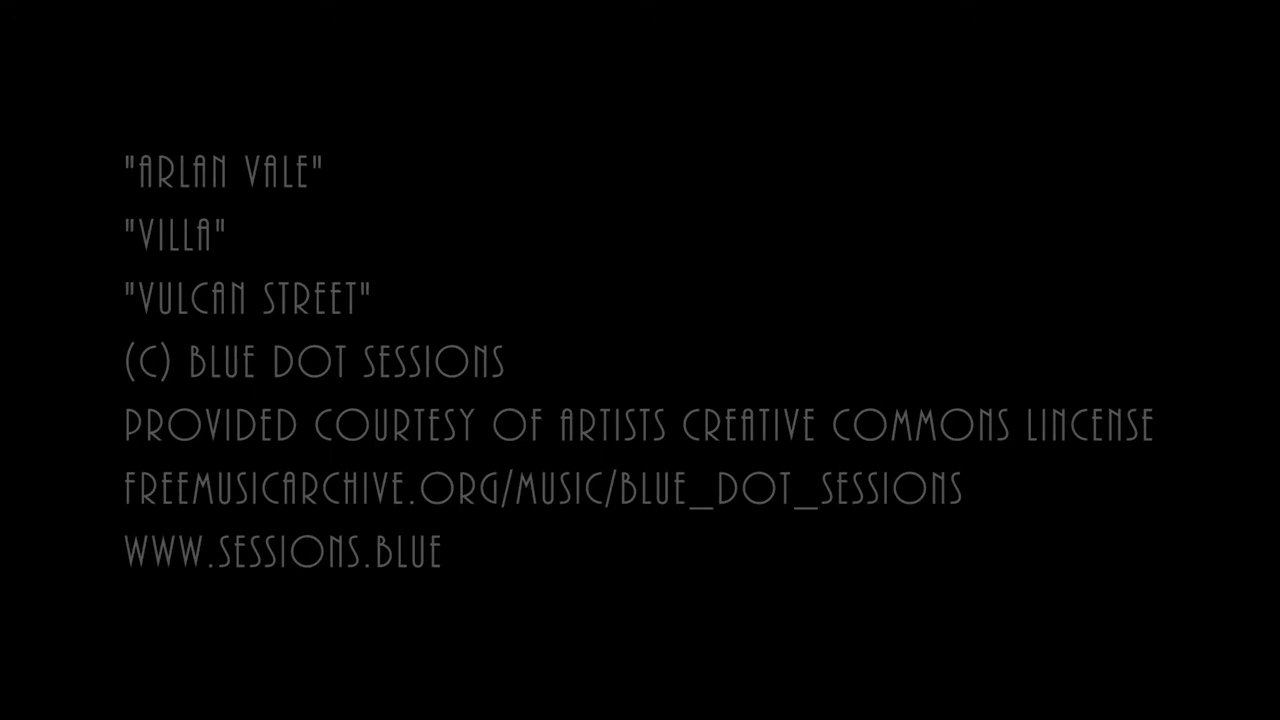 "ARLAN VALE"
"VILLA"
"VULCAN STREET"
(C) BLUE DOT SESSIONS
PROVIDED COURTESY OF ARTISTS CREATIVE COMMONS LINCENSE
FREEMUSICARCHIVE.ORG/MUSIC/BLUE_DOT_SESSIONS
WWW.SESSIONS.BLUE